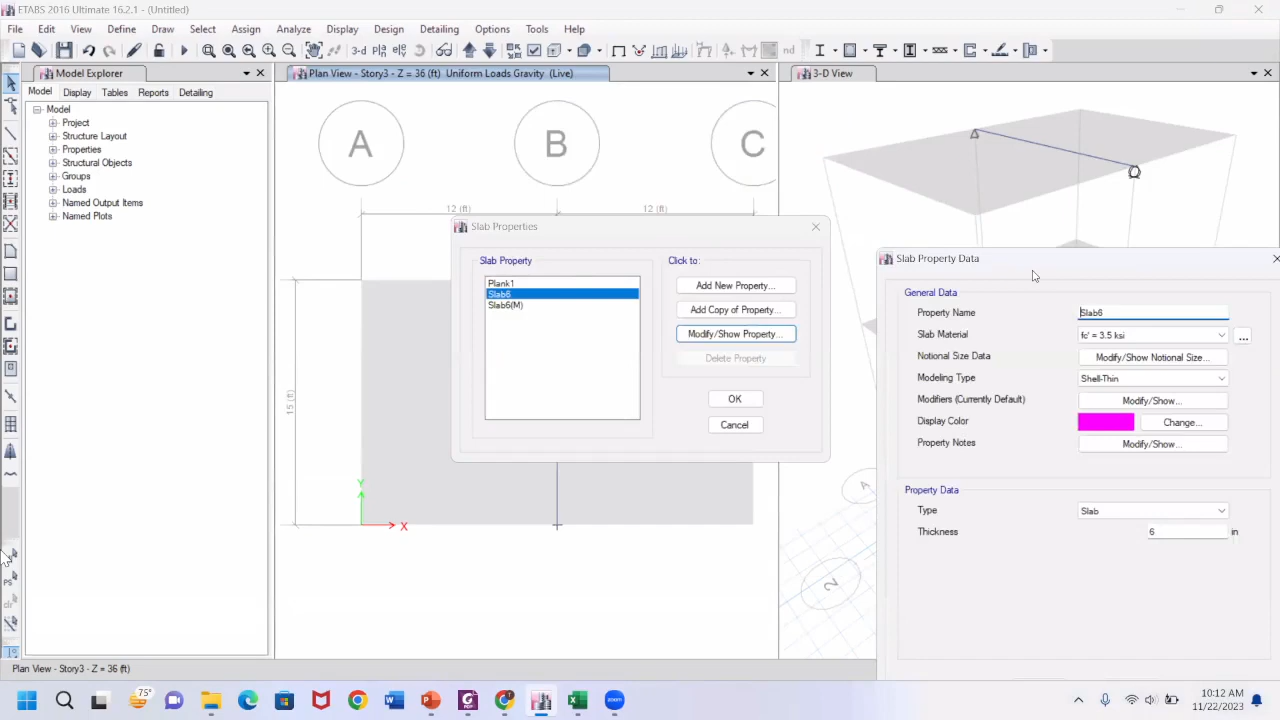 ETABS 2016 Ultimate 16.2.1 - (Untitled)
File Edit View Define Draw Select Assign Analyze Display Design Detailing Options Tools Help
3-d
nd
Model Explorer
Plan View - Story3 - Z = 36 (ft) Uniform Loads Gravity (Live)
3-D View
Model Display Tables Reports Detailing
Model
Project
Structure Layout
Properties
Structural Objects
Groups
Loads
Named Output Items
Named Plots
A
B
C
12 (ft)
12 (ft)
15 (ft)
Y
X
Slab Properties
Slab Property
Plank1
Slab6
Slab6(M)
Click to:
Add New Property...
Add Copy of Property...
Modify/Show Property...
Delete Property
OK
Cancel
Slab Property Data
General Data
Property Name
Slab6
Slab Material
fc' = 3.5 ksi
...
Notional Size Data
Modify/Show Notional Size...
Modeling Type
Shell-Thin
Modifiers (Currently Default)
Modify/Show...
Display Color
Change...
Property Notes
Modify/Show...
Property Data
Type
Slab
Thickness
6
in
A
2
PS
clr
Plan View - Story3 - Z = 36 (ft)
75°
zoom
10:12 AM
11/22/2023